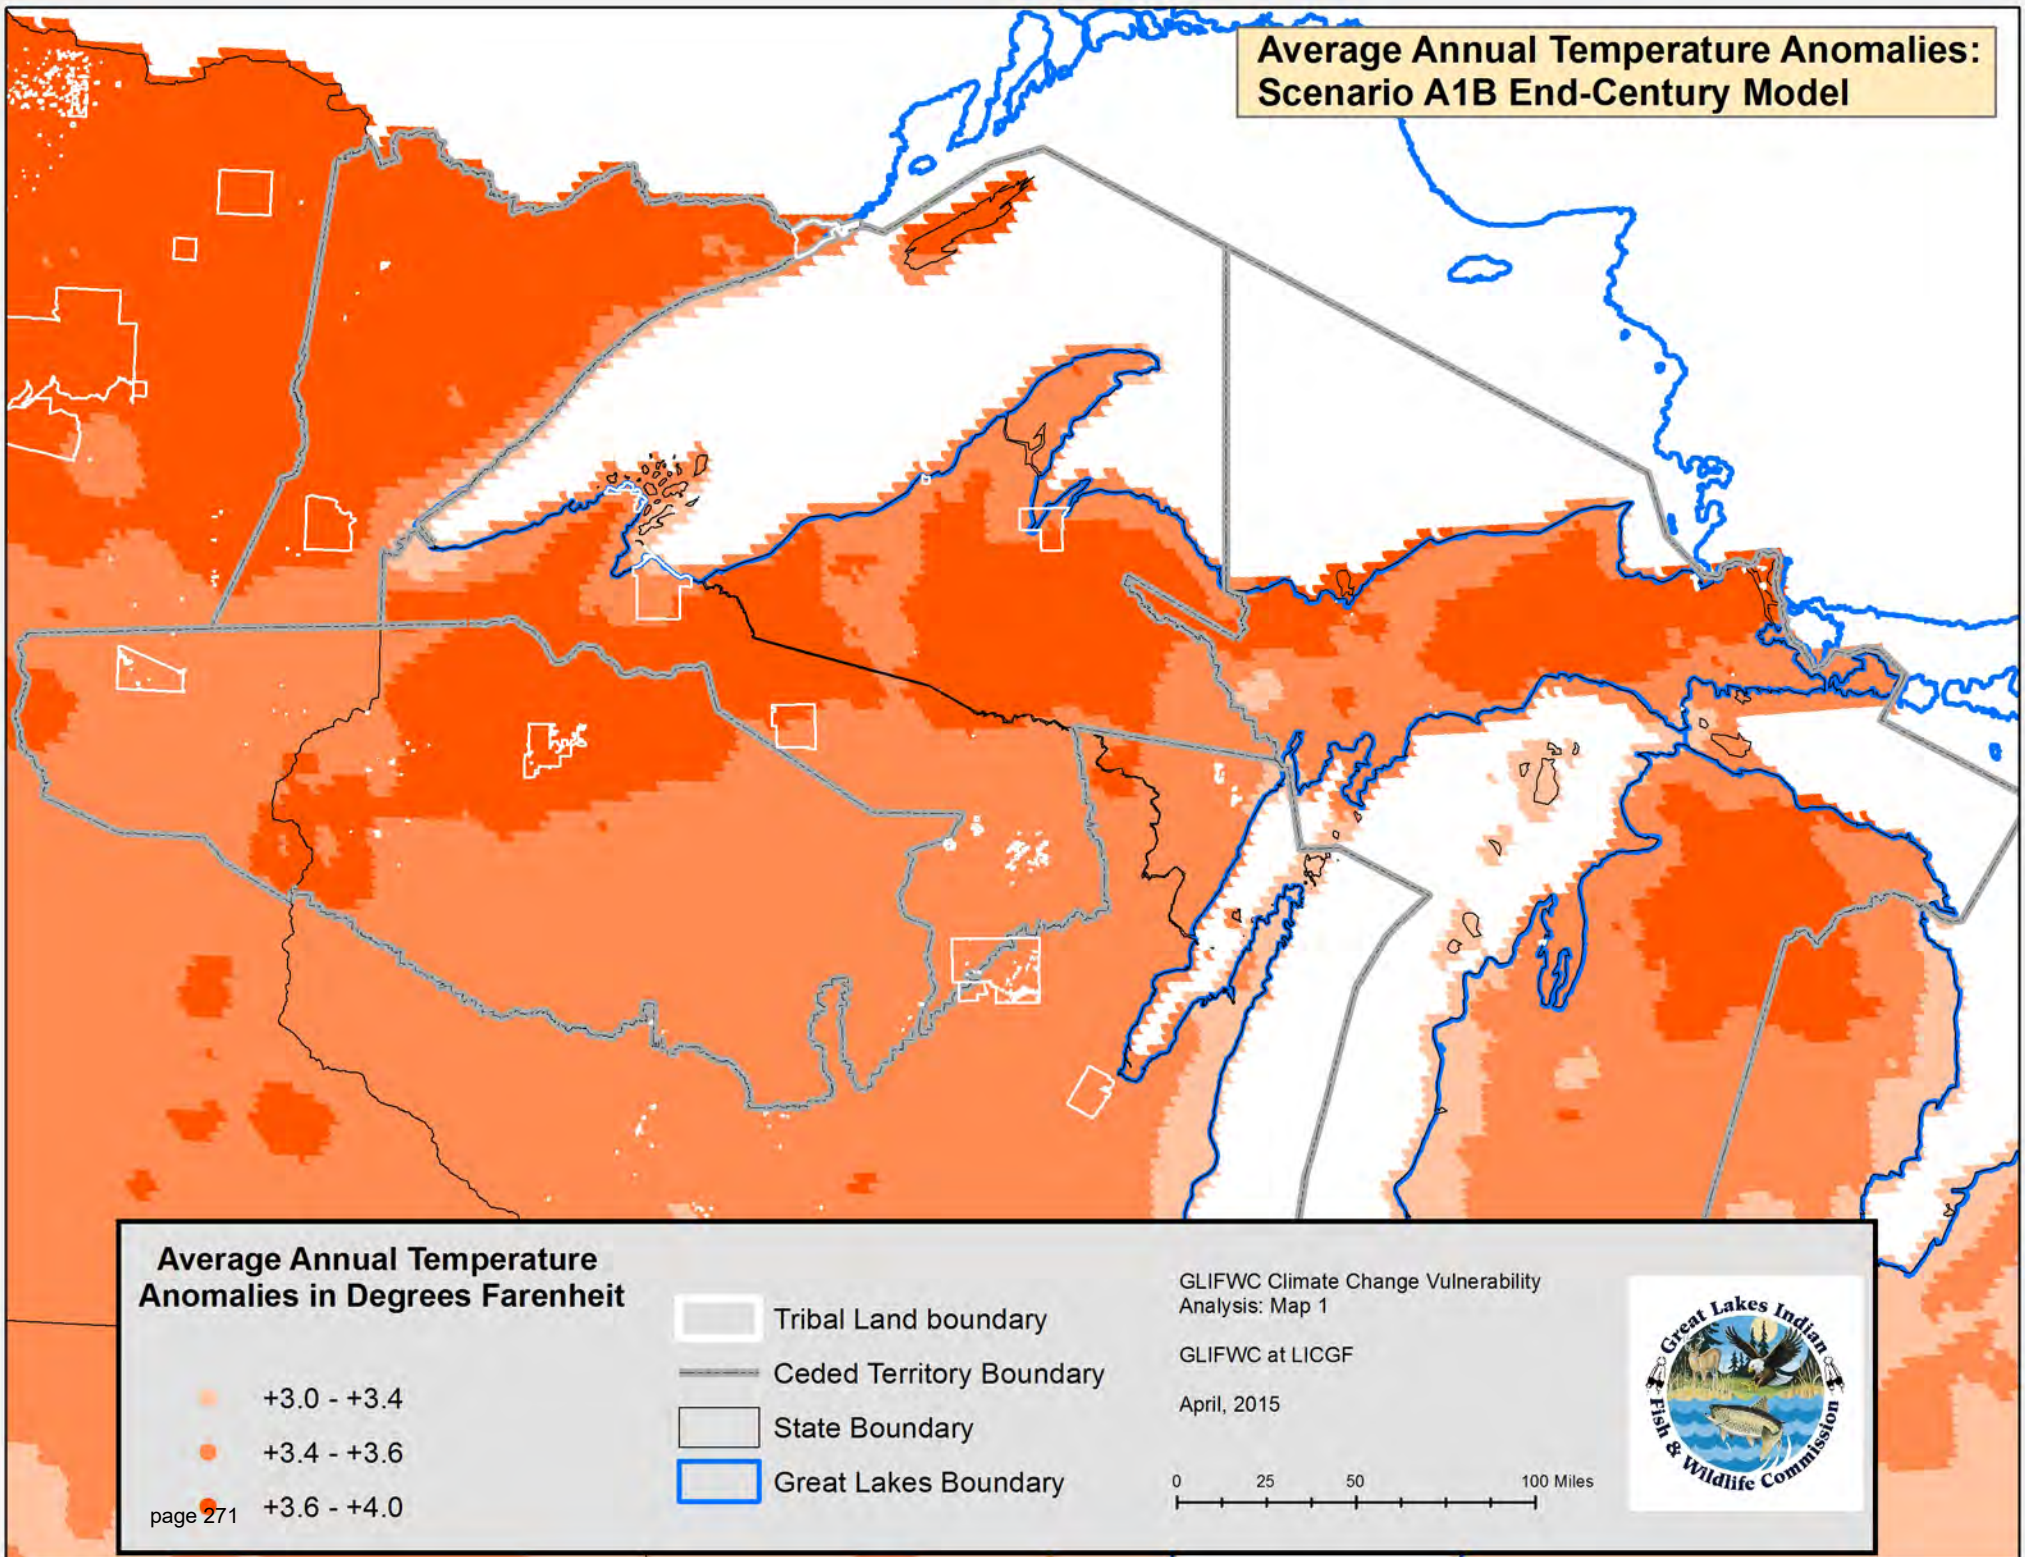 Average Annual Temperature Anomalies:
Scenario A1B End-Century Model
Average Annual Temperature
Anomalies in Degrees Farenheit
+3.0 - +3.4
+3.4 - +3.6
+3.6 - +4.0
page 271
Tribal Land boundary
Ceded Territory Boundary
State Boundary
Great Lakes Boundary
GLIFWC Climate Change Vulnerability
Analysis: Map 1
GLIFWC at LICGF
April, 2015
0 25 50 100 Miles
Great Lakes Indian
Fish & Wildlife Commission